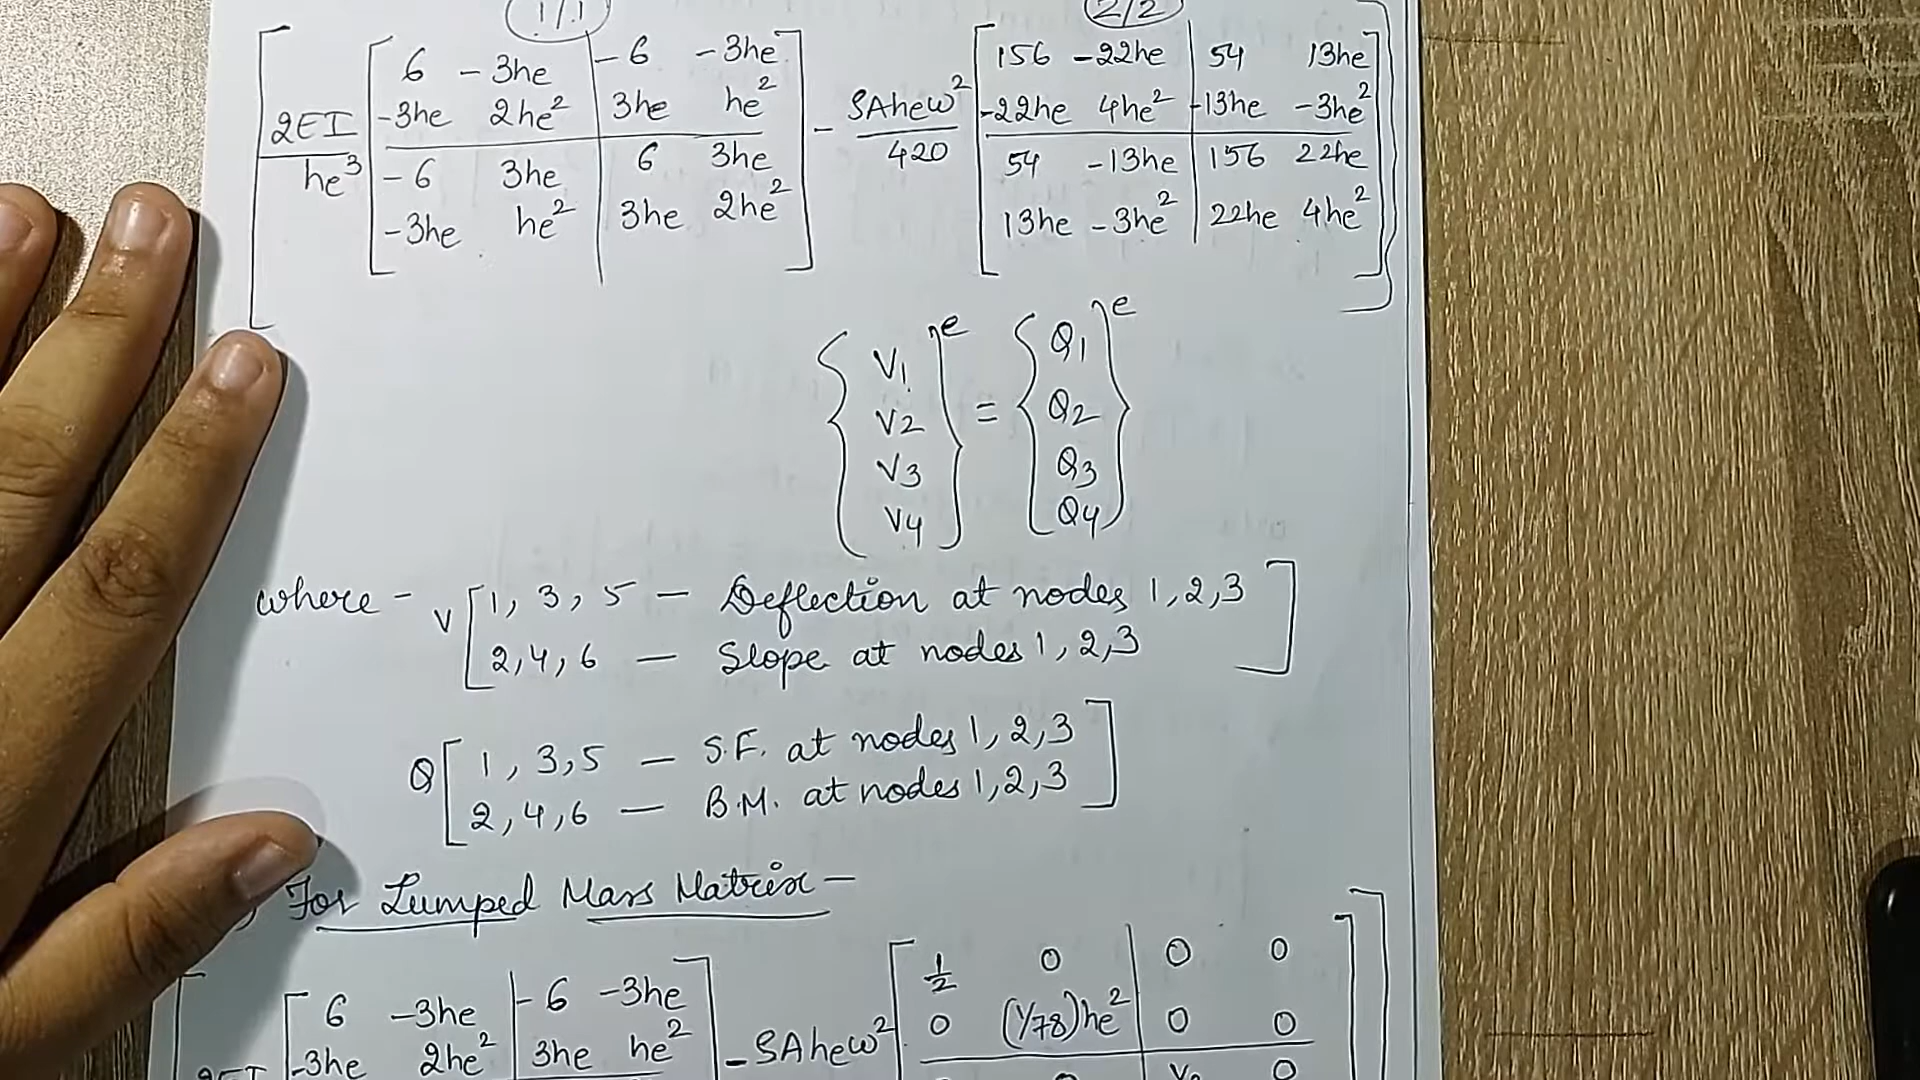 1/1 2/2
6 -3he -6 -3he 156 -22he 54 13he
-3he 2he² 3he he² -22he 4he² -13he -3he²
2EI/he³ - SAhew²/420
-6 3he 6 3he 54 -13he 156 22he
-3he he² 3he 2he² 13he -3he² 22he 4he²
{V1 V2 V3 V4}e = {Q1 Q2 Q3 Q4}e
where - V [1, 3, 5 — Deflection at nodes 1,2,3
2,4,6 — Slope at nodes 1,2,3]
Q [1, 3,5 — S.F. at nodes 1,2,3
2,4,6 — B.M. at nodes 1,2,3]
For Lumped Mass Matrix -
6 -3he -6 -3he 1/2 0 0 0
-3he 2he² 3he he² - SAhew² 0 (1/78)he² 0 0